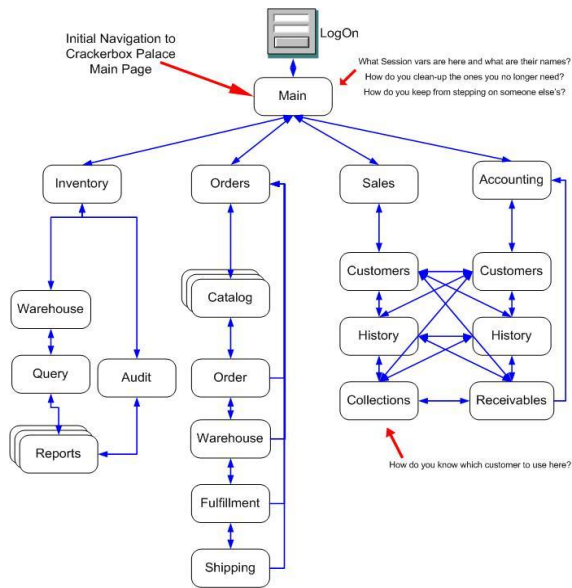 LogOn
Initial Navigation to
Crackerbox Palace
Main Page
What Session vars are here and what are their names?
How do you clean-up the ones you no longer need?
How do you keep from stepping on someone else's?
Main
Inventory
Orders
Sales
Accounting
Customers
Customers
Warehouse
Catalog
History
History
Query
Audit
Order
Collections
Receivables
Warehouse
Reports
How do you know which customer to use here?
Fulfillment
Shipping